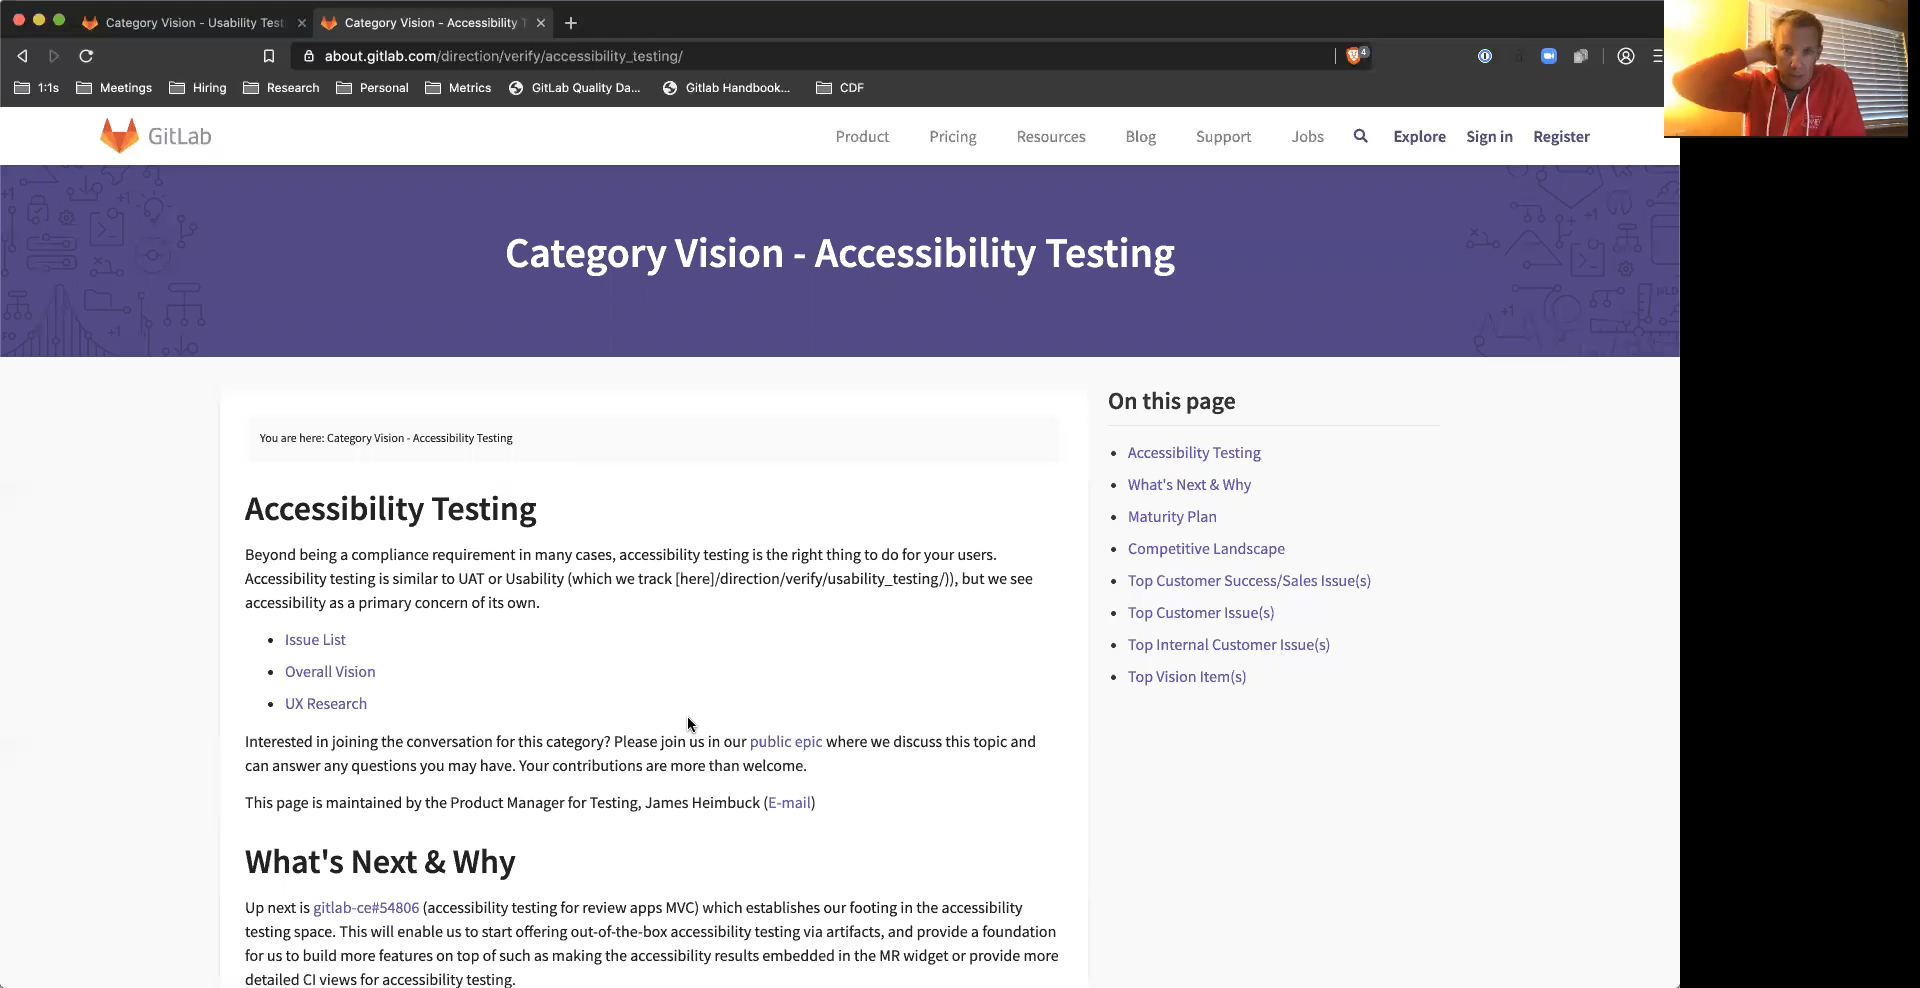 Category Vision - Usability Test
Category Vision - Accessibility T
about.gitlab.com/direction/verify/accessibility_testing/
4
1:1s Meetings Hiring Research Personal Metrics GitLab Quality Da... Gitlab Handbook... CDF
GitLab
Product Pricing Resources Blog Support Jobs Explore Sign in Register
Category Vision - Accessibility Testing
You are here: Category Vision - Accessibility Testing
Accessibility Testing
Beyond being a compliance requirement in many cases, accessibility testing is the right thing to do for your users.
Accessibility testing is similar to UAT or Usability (which we track [here]/direction/verify/usability_testing/)), but we see
accessibility as a primary concern of its own.
Issue List
Overall Vision
UX Research
Interested in joining the conversation for this category? Please join us in our public epic where we discuss this topic and
can answer any questions you may have. Your contributions are more than welcome.
This page is maintained by the Product Manager for Testing, James Heimbuck (E-mail)
What's Next & Why
Up next is gitlab-ce#54806 (accessibility testing for review apps MVC) which establishes our footing in the accessibility
testing space. This will enable us to start offering out-of-the-box accessibility testing via artifacts, and provide a foundation
for us to build more features on top of such as making the accessibility results embedded in the MR widget or provide more
detailed CI views for accessibility testing.
On this page
Accessibility Testing
What's Next & Why
Maturity Plan
Competitive Landscape
Top Customer Success/Sales Issue(s)
Top Customer Issue(s)
Top Internal Customer Issue(s)
Top Vision Item(s)